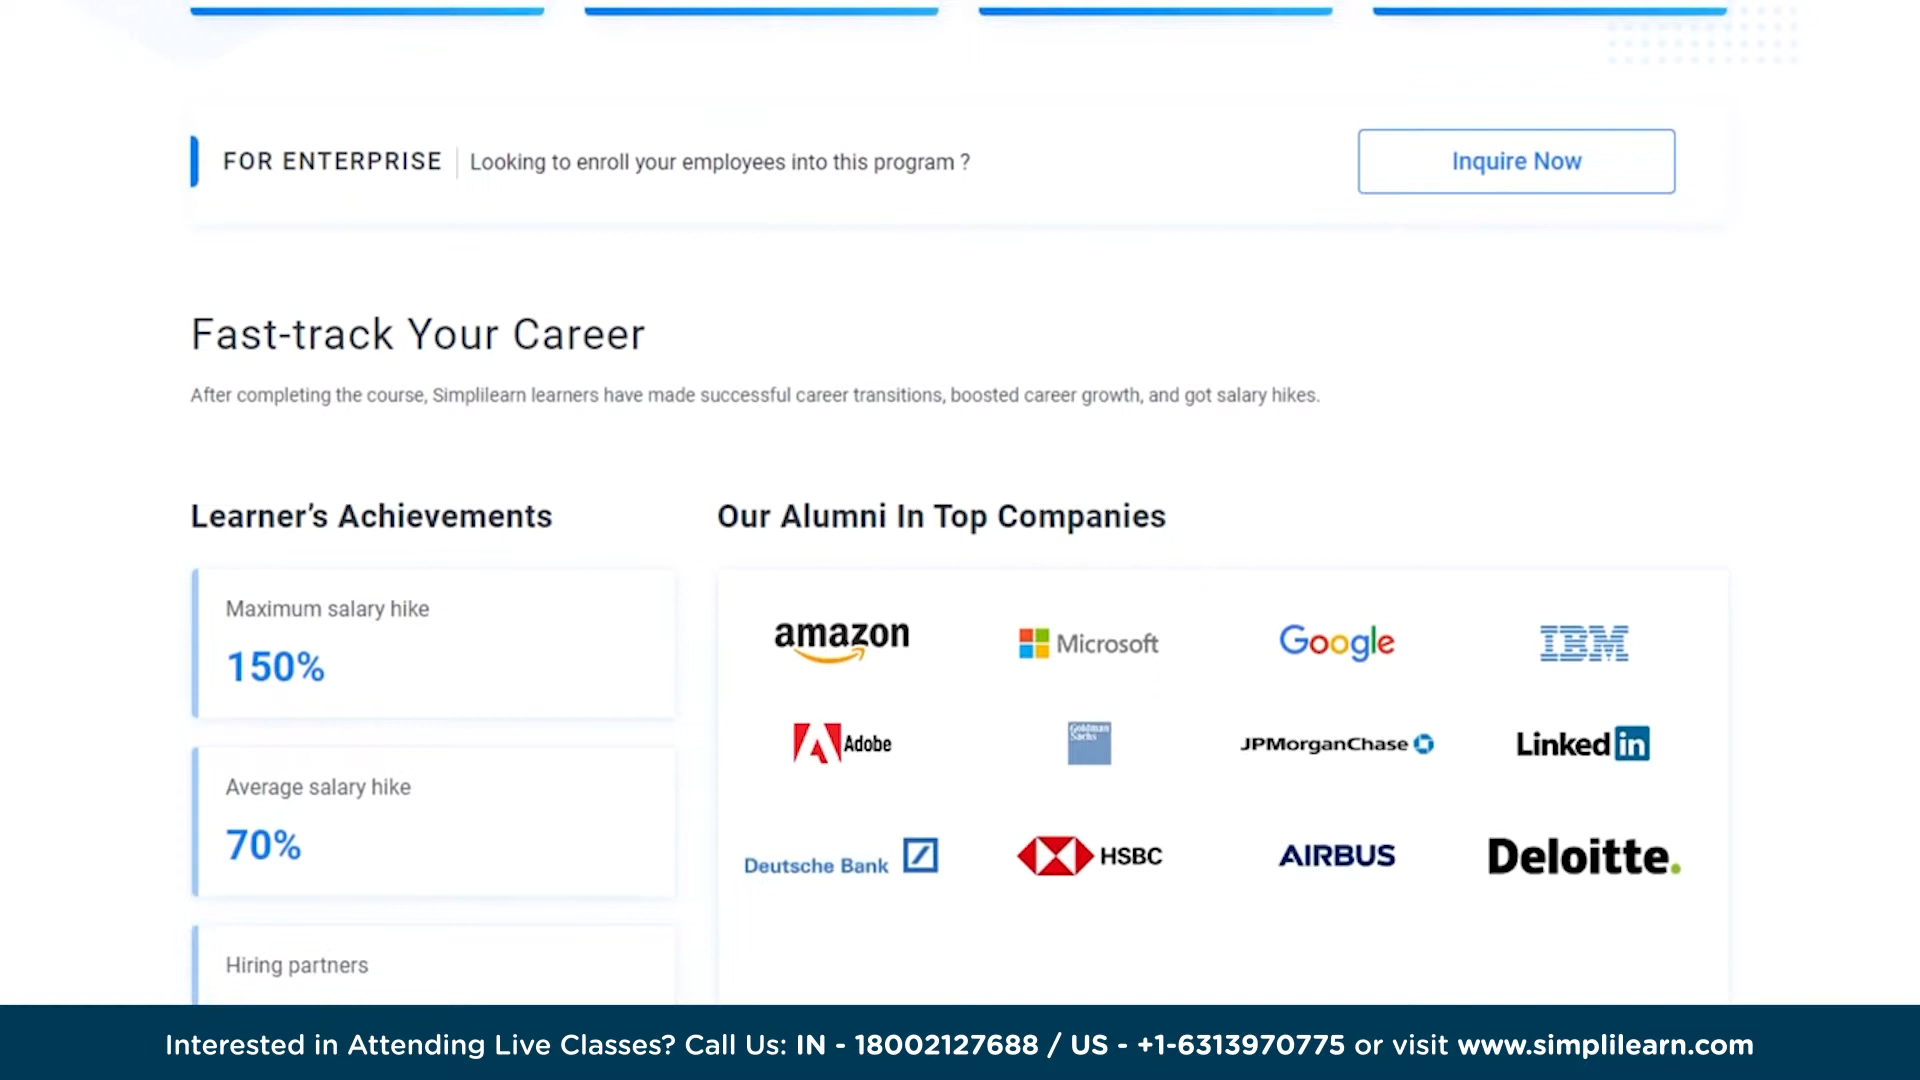 FOR ENTERPRISE Looking to enroll your employees into this program ?
Inquire Now
Fast-track Your Career
After completing the course, Simplilearn learners have made successful career transitions, boosted career growth, and got salary hikes.
Learner’s Achievements
Maximum salary hike
150%
Average salary hike
70%
Hiring partners
Our Alumni In Top Companies
amazon Microsoft Google IBM
Adobe Goldman Sachs JPMorganChase Linkedin
Deutsche Bank HSBC AIRBUS Deloitte.
Interested in Attending Live Classes? Call Us: IN - 18002127688 / US - +1-6313970775 or visit www.simplilearn.com